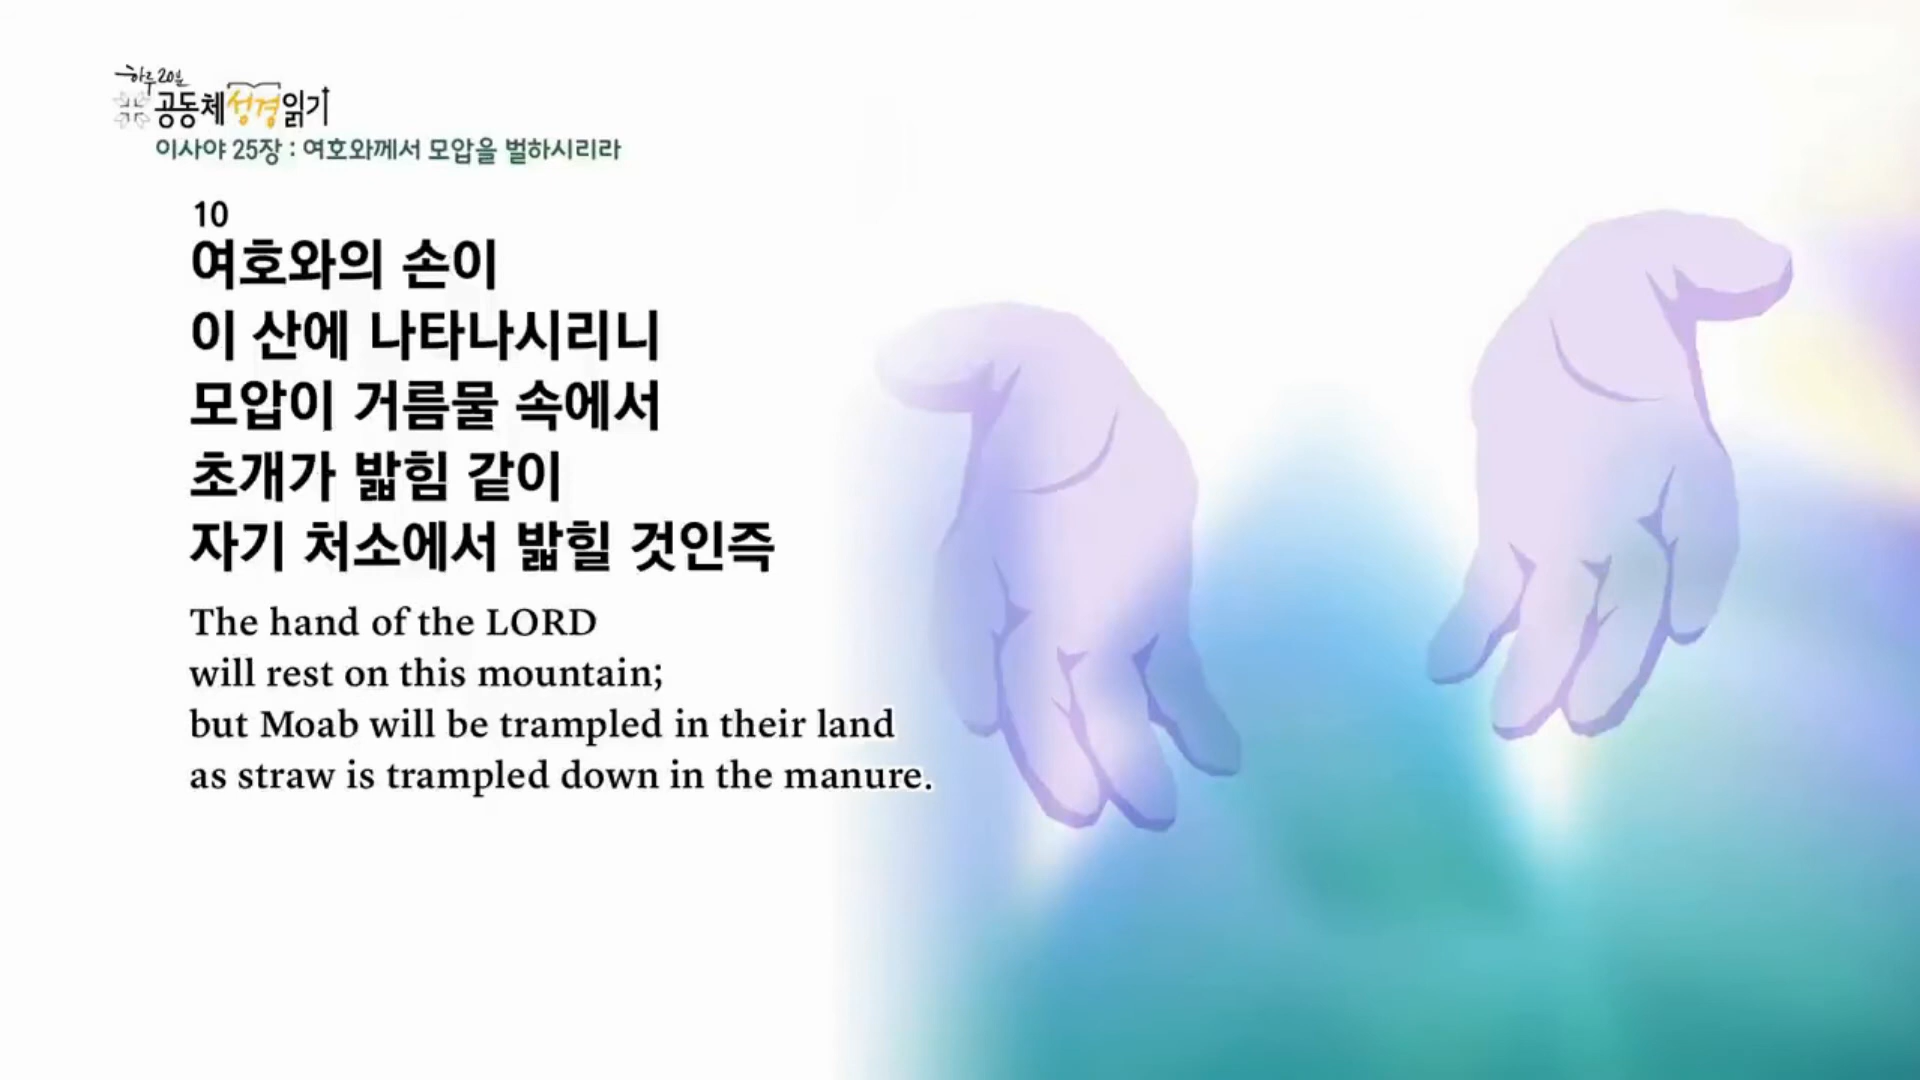 하루 20분
공동체성경읽기
이사야 25장 : 여호와께서 모압을 벌하시리라
10
여호와의 손이
이 산에 나타나시리니
모압이 거름물 속에서
초개가 밟힘 같이
자기 처소에서 밟힐 것인즉
The hand of the LORD
will rest on this mountain;
but Moab will be trampled in their land
as straw is trampled down in the manure.